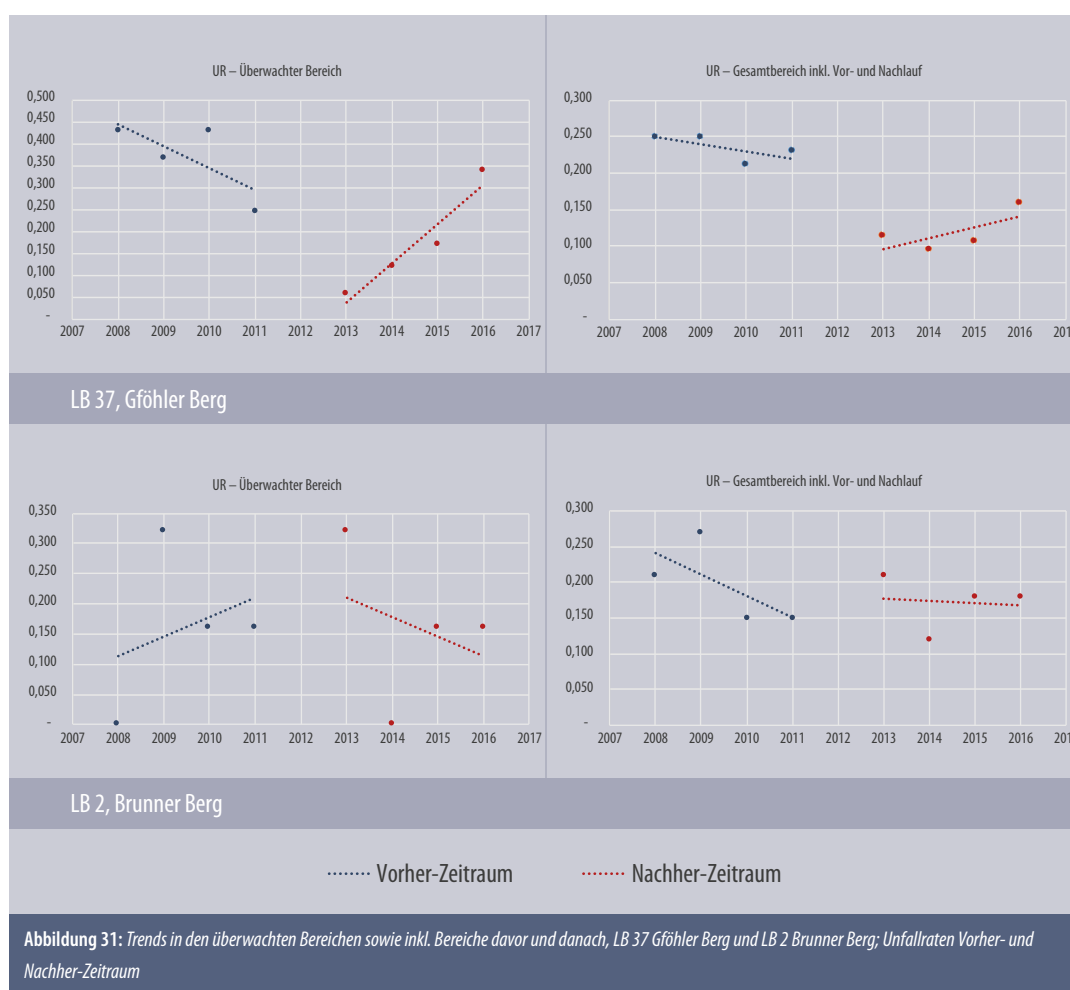 UR – Überwachter Bereich
0,500
0,450
0,400
0,350
0,300
0,250
0,200
0,150
0,100
0,050
-
2007 2008 2009 2010 2011 2012 2013 2014 2015 2016 2017
UR – Gesamtbereich inkl. Vor- und Nachlauf
0,300
0,250
0,200
0,150
0,100
0,050
-
2007 2008 2009 2010 2011 2012 2013 2014 2015 2016 201
LB 37, Gföhler Berg
UR – Überwachter Bereich
0,350
0,300
0,250
0,200
0,150
0,100
0,050
-
2007 2008 2009 2010 2011 2012 2013 2014 2015 2016 2017
UR – Gesamtbereich inkl. Vor- und Nachlauf
0,300
0,250
0,200
0,150
0,100
0,050
-
2007 2008 2009 2010 2011 2012 2013 2014 2015 2016 201
LB 2, Brunner Berg
Vorher-Zeitraum Nachher-Zeitraum
Abbildung 31: Trends in den überwachten Bereichen sowie inkl. Bereiche davor und danach, LB 37 Gföhler Berg und LB 2 Brunner Berg; Unfallraten Vorher- und
Nachher-Zeitraum